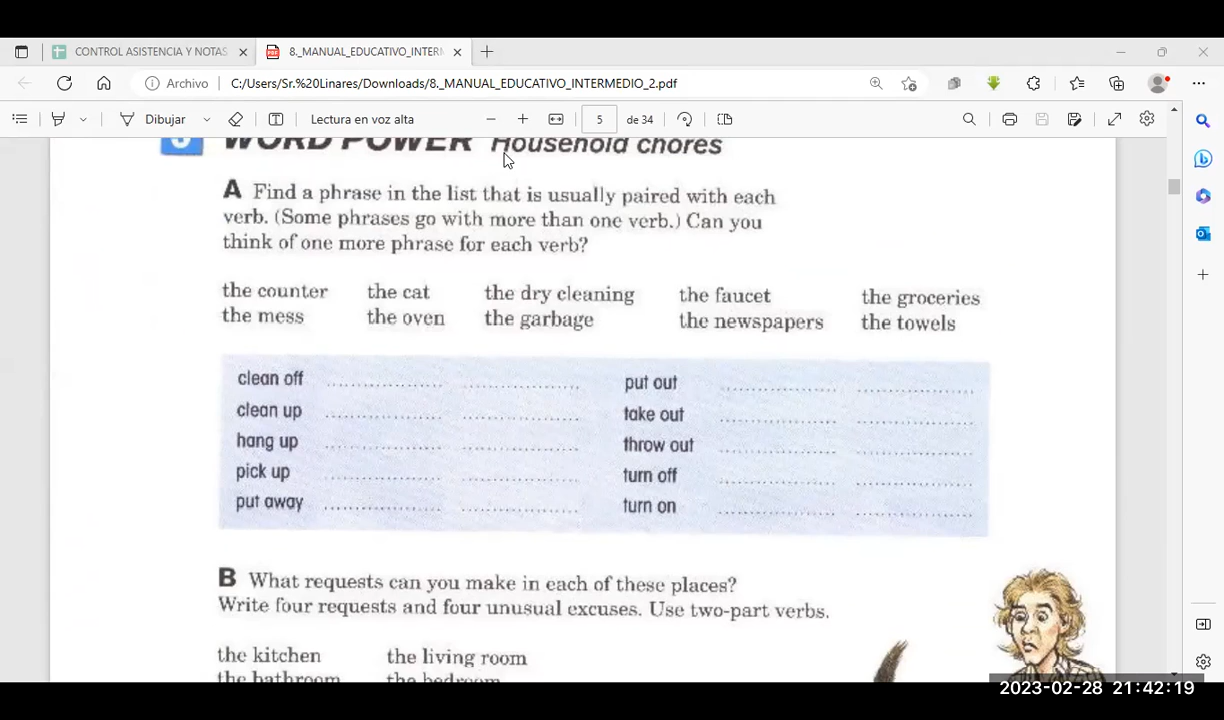 CONTROL ASISTENCIA Y NOTAS
8._MANUAL_EDUCATIVO_INTERM
Archivo C:/Users/Sr.%20Linares/Downloads/8._MANUAL_EDUCATIVO_INTERMEDIO_2.pdf
Dibujar Lectura en voz alta 5 de 34
WORD POWER Household chores
A Find a phrase in the list that is usually paired with each
verb. (Some phrases go with more than one verb.) Can you
think of one more phrase for each verb?
the counter the cat the dry cleaning the faucet the groceries
the mess the oven the garbage the newspapers the towels
clean off put out
clean up take out
hang up throw out
pick up turn off
put away turn on
B What requests can you make in each of these places?
Write four requests and four unusual excuses. Use two-part verbs.
the kitchen the living room
the bathroom the bedroom
2023-02-28 21:42:19